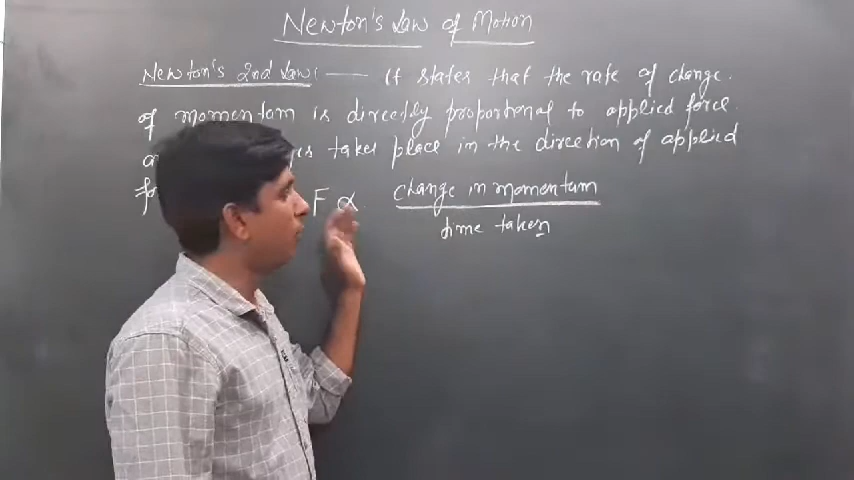 Newton's Law of Motion
Newton's 2nd Law: — It states that the rate of change
of momentum is directly proportional to applied force
takes place in the direction of applied
F ∝ change in momentum
time taken